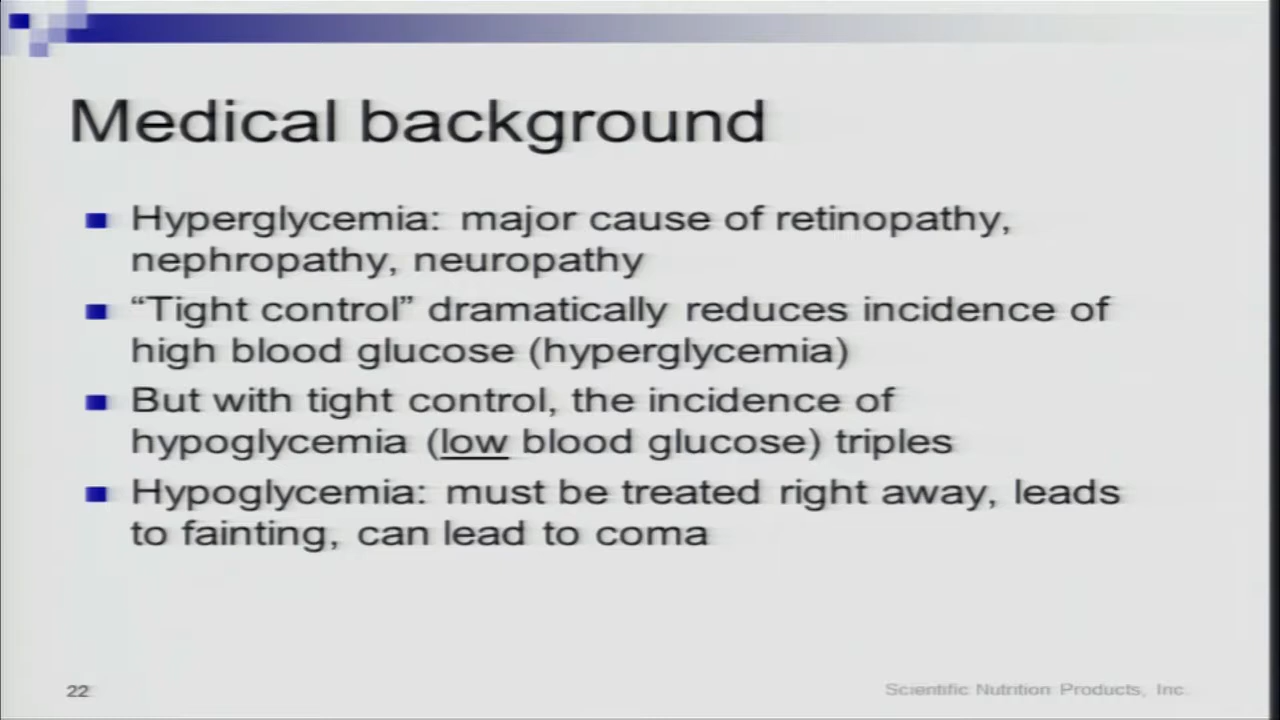 Medical background
Hyperglycemia: major cause of retinopathy,
nephropathy, neuropathy
“Tight control” dramatically reduces incidence of
high blood glucose (hyperglycemia)
But with tight control, the incidence of
hypoglycemia (low blood glucose) triples
Hypoglycemia: must be treated right away, leads
to fainting, can lead to coma
22
Scientific Nutrition Products, Inc.